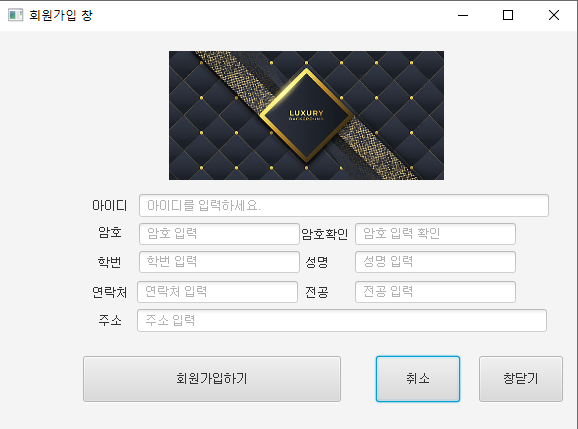 회원가입 창
LUXURY
BACKGROUND
아이디 아이디를 입력하세요.
암호 암호 입력 암호확인 암호 입력 확인
학번 학번 입력 성명 성명 입력
연락처 연락처 입력 전공 전공 입력
주소 주소 입력
회원가입하기 취소 창닫기